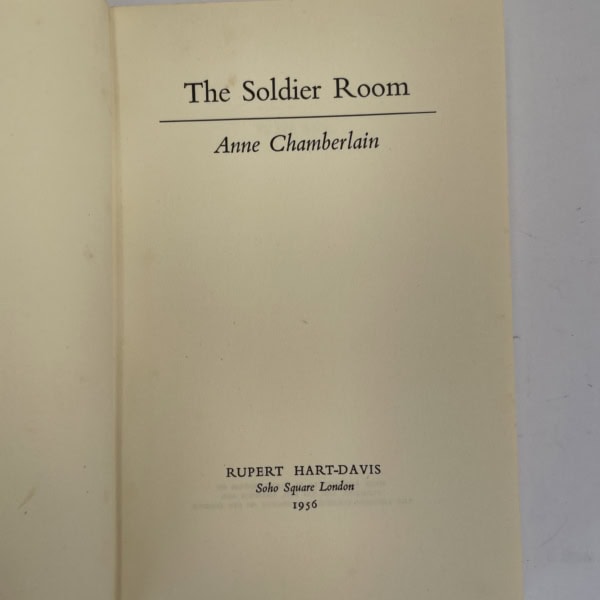 The Soldier Room
Anne Chamberlain
RUPERT HART-DAVIS
Soho Square London
1956